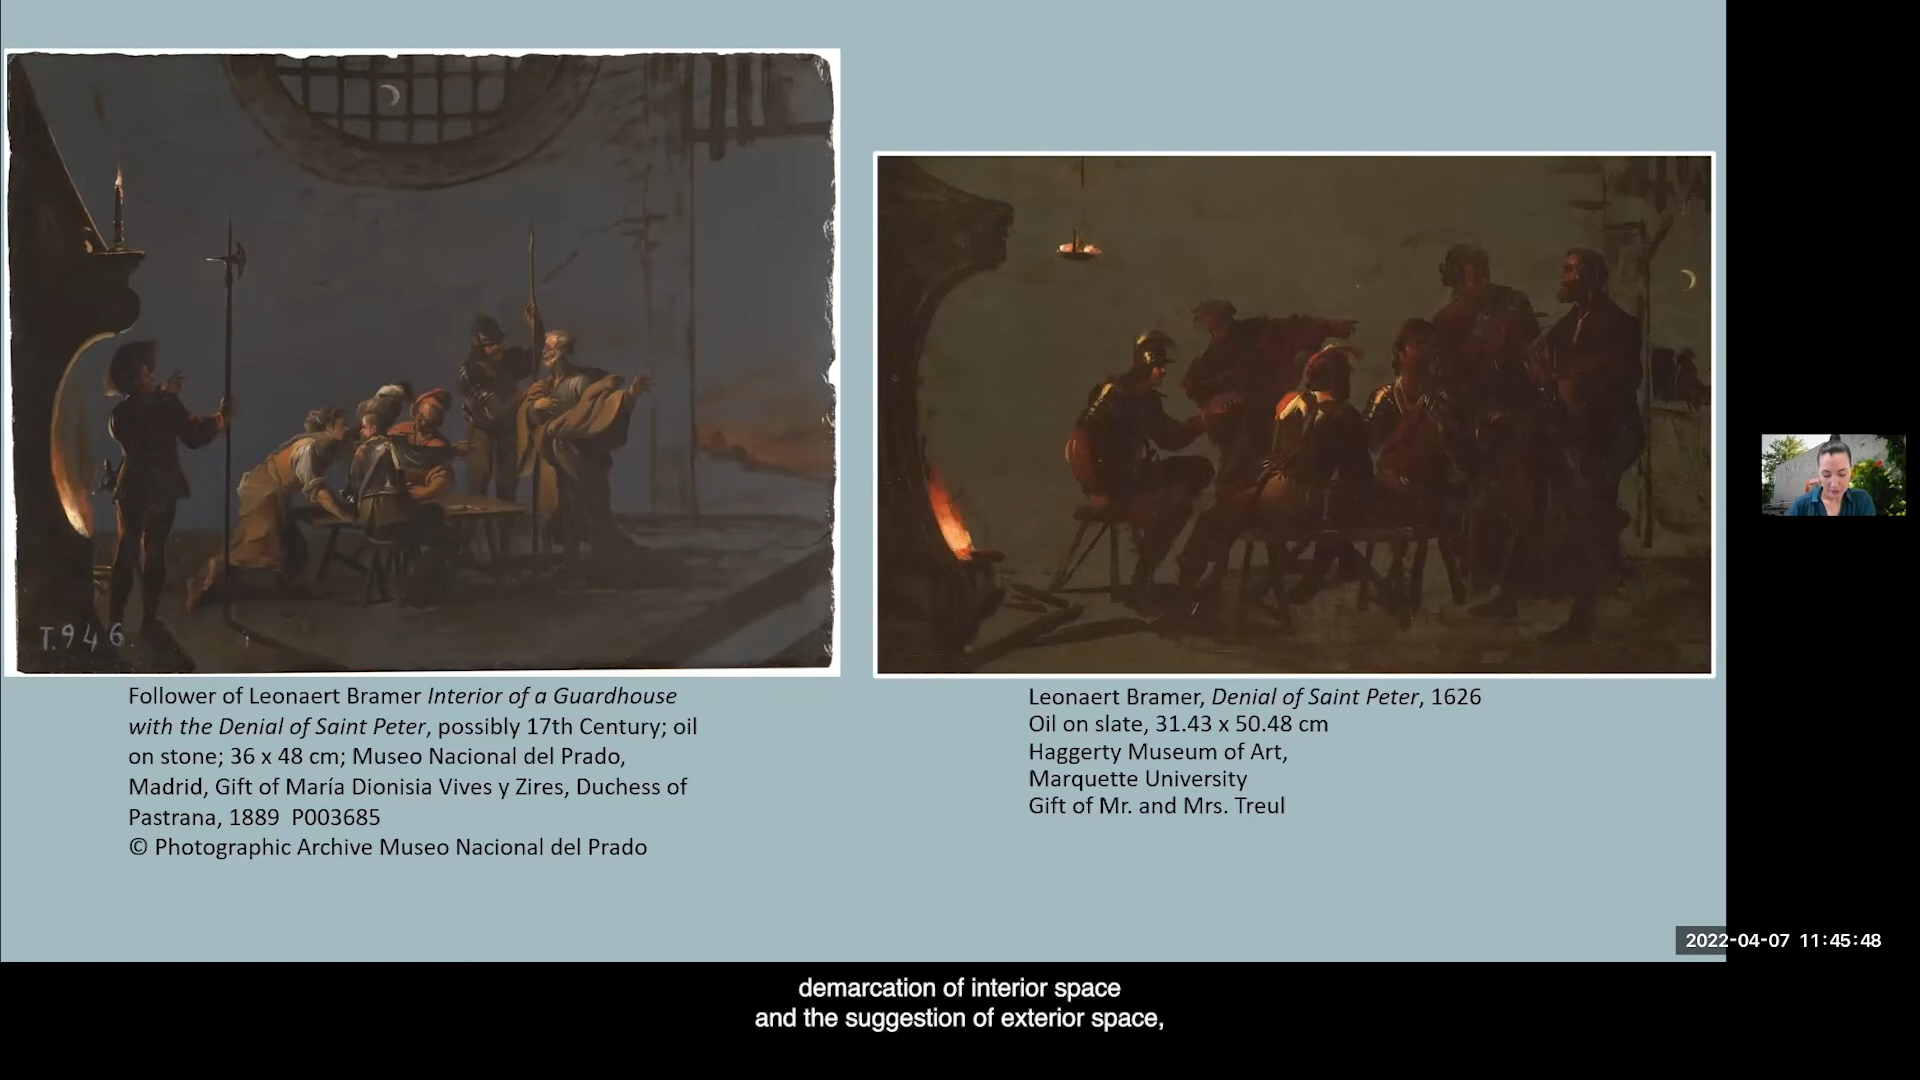 T.946.
Follower of Leonaert Bramer Interior of a Guardhouse
with the Denial of Saint Peter, possibly 17th Century; oil
on stone; 36 x 48 cm; Museo Nacional del Prado,
Madrid, Gift of María Dionisia Vives y Zires, Duchess of
Pastrana, 1889  P003685
© Photographic Archive Museo Nacional del Prado
Leonaert Bramer, Denial of Saint Peter, 1626
Oil on slate, 31.43 x 50.48 cm
Haggerty Museum of Art,
Marquette University
Gift of Mr. and Mrs. Treul
2022-04-07 11:45:48
demarcation of interior space
and the suggestion of exterior space,